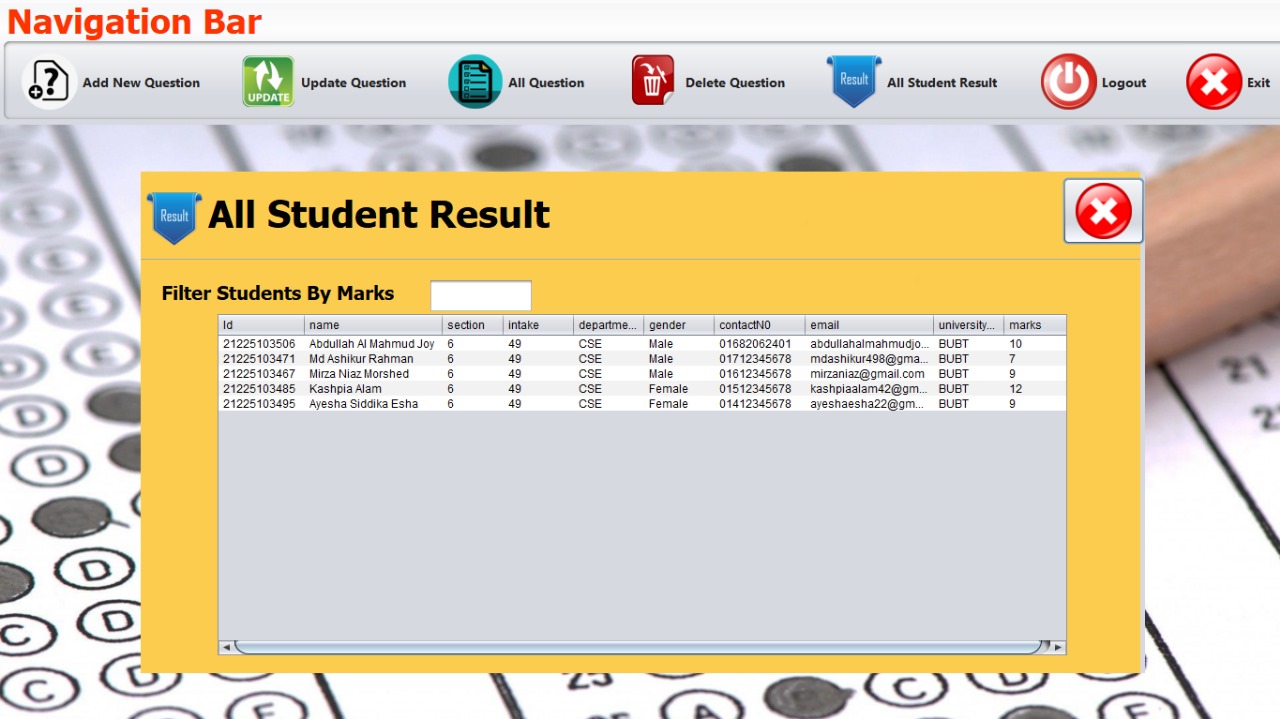 Navigation Bar
Add New Question UPDATE Update Question All Question Delete Question Result All Student Result Logout Exit
Result All Student Result
Filter Students By Marks
Id name section intake departme... gender contactN0 email university... marks
21225103506 Abdullah Al Mahmud Joy 6 49 CSE Male 01682062401 abdullahalmahmudjo... BUBT 10
21225103471 Md Ashikur Rahman 6 49 CSE Male 01712345678 mdashikur498@gma... BUBT 7
21225103467 Mirza Niaz Morshed 6 49 CSE Male 01612345678 mirzaniaz@gmail.com BUBT 9
21225103485 Kashpia Alam 6 49 CSE Female 01512345678 kashpiaalam42@gm... BUBT 12
21225103495 Ayesha Siddika Esha 6 49 CSE Female 01412345678 ayeshaesha22@gm... BUBT 9